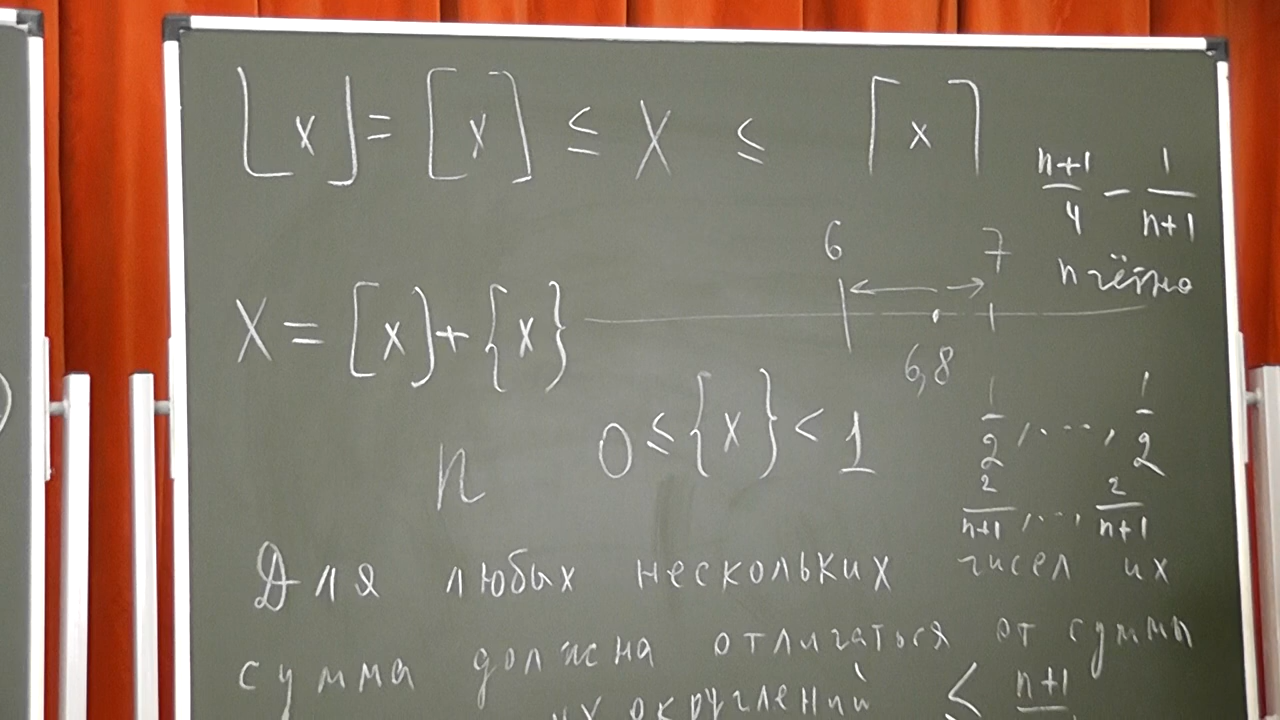 ⌊x⌋ = [x] ≤ X ≤ ⌈x⌉
n+1/4 − 1/n+1
n чётно
6 7
X = [x] + {x}
6,8
0 ≤ {x} < 1
n
1/2, ..., 1/2
2/n+1, ..., 2/n+1
Для любых нескольких чисел их
сумма должна отличаться от суммы
их округлений < n+1